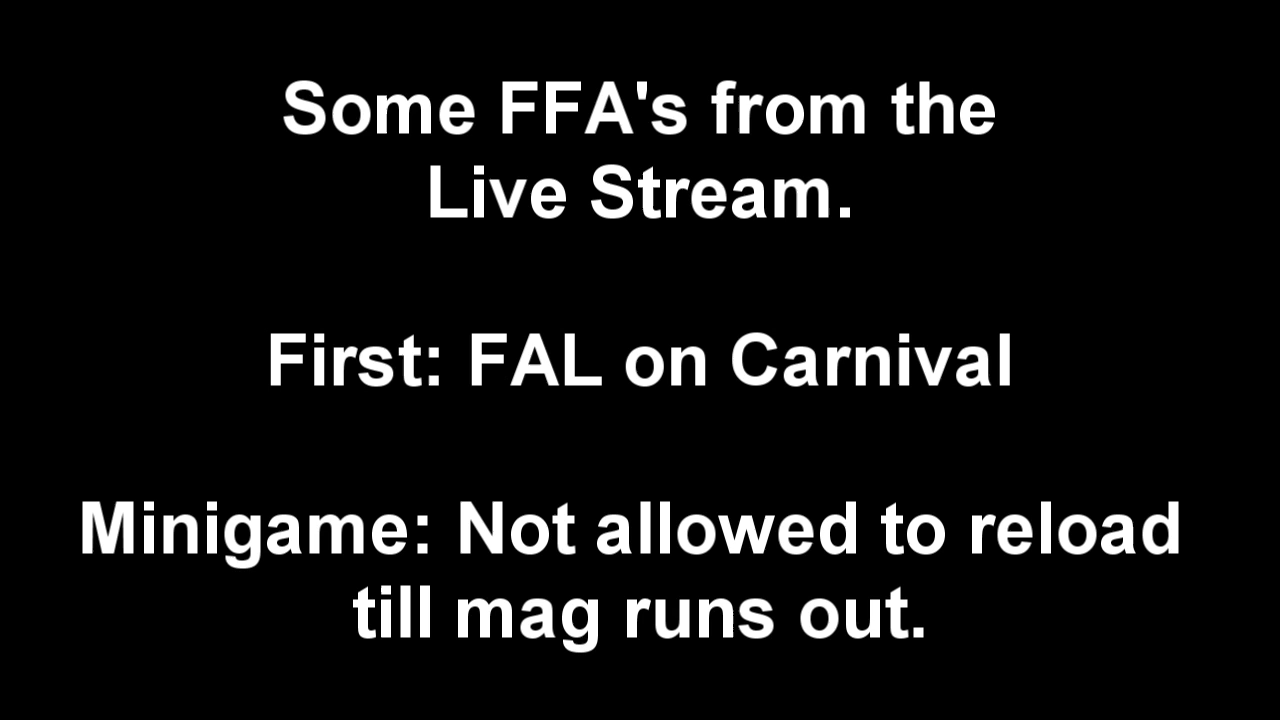 Some FFA's from the
Live Stream.
First: FAL on Carnival
Minigame: Not allowed to reload
till mag runs out.